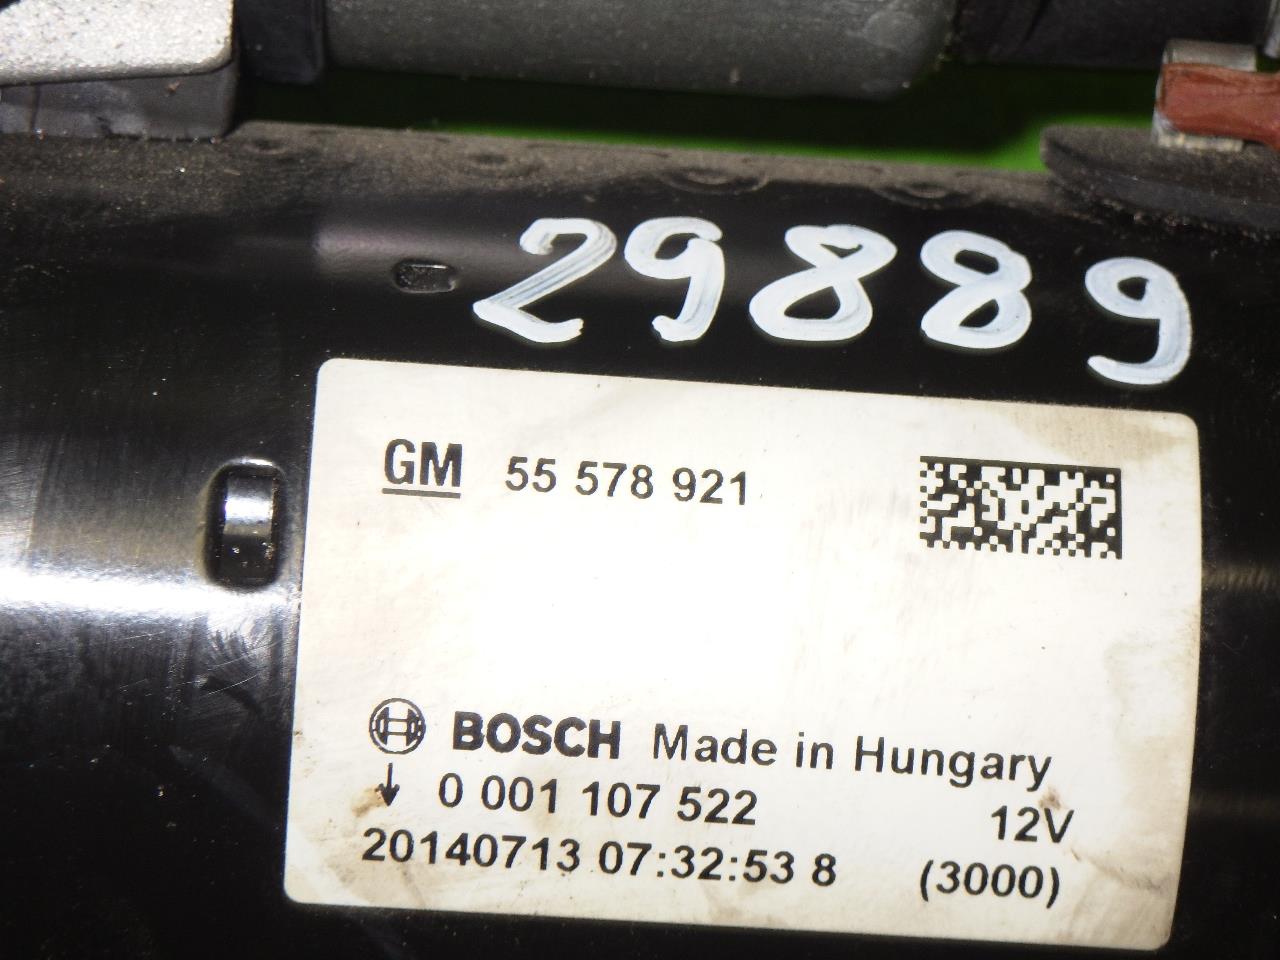 29889
GM 55 578 921
BOSCH Made in Hungary
0 001 107 522 12V
20140713 07:32:53 8 (3000)